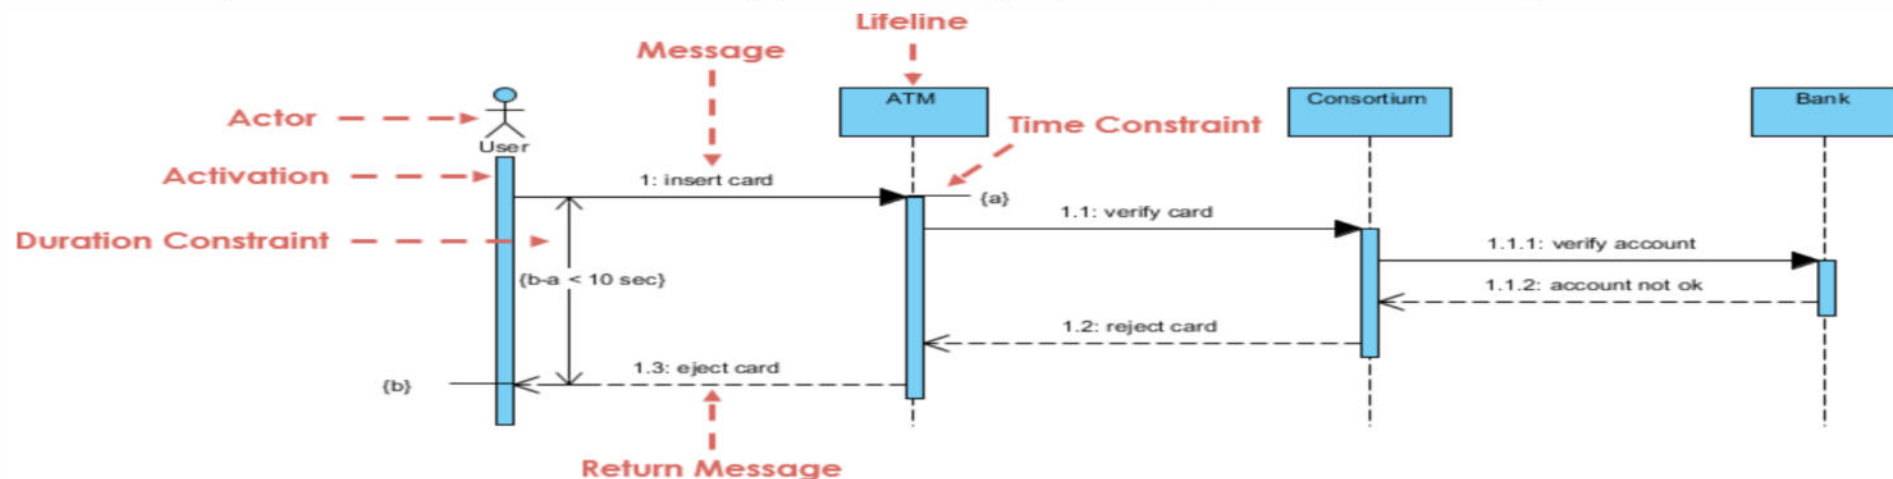 Lifeline
Message
ATM
Consortium
Bank
Actor
Time Constraint
User
Activation
1: insert card
{a}
1.1: verify card
Duration Constraint
1.1.1: verify account
{b-a < 10 sec}
1.1.2: account not ok
1.2: reject card
1.3: eject card
{b}
Return Message